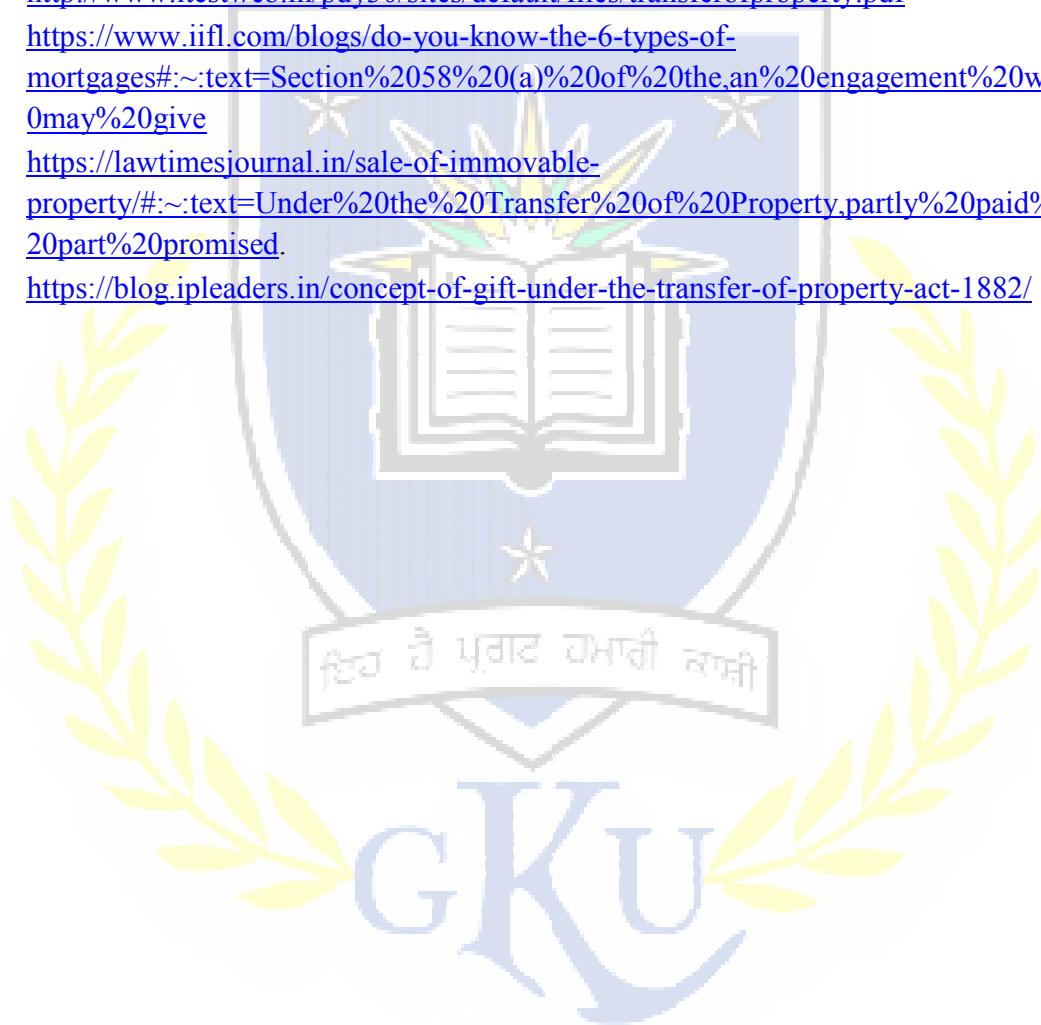 https://www.iifl.com/blogs/do-you-know-the-6-types-of-
mortgages#:~:text=Section%2058%20(a)%20of%20the,an%20engagement%20w
0may%20give
https://lawtimesjournal.in/sale-of-immovable-
property/#:~:text=Under%20the%20Transfer%20of%20Property,partly%20paid%
20part%20promised.
https://blog.ipleaders.in/concept-of-gift-under-the-transfer-of-property-act-1882/
ਇਹ ਹੈ ਪ੍ਰਗਟ ਹਮਾਰੀ ਕਾਸੀ
GKU